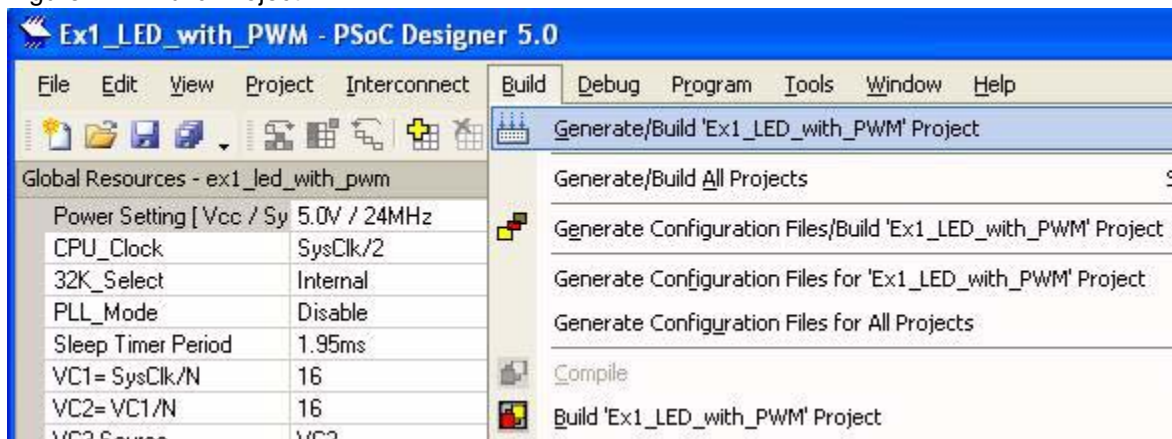 Ex1_LED_with_PWM - PSoC Designer 5.0
File Edit View Project Interconnect Build Debug Program Tools Window Help
Generate/Build 'Ex1_LED_with_PWM' Project
Global Resources - ex1_led_with_pwm
Generate/Build All Projects
Power Setting [ Vcc / Sy 5.0V / 24MHz
Generate Configuration Files/Build 'Ex1_LED_with_PWM' Project
CPU_Clock SysClk/2
32K_Select Internal
Generate Configuration Files for 'Ex1_LED_with_PWM' Project
PLL_Mode Disable
Generate Configuration Files for All Projects
Sleep Timer Period 1.95ms
VC1= SysClk/N 16
Compile
VC2= VC1/N 16
Build 'Ex1_LED_with_PWM' Project